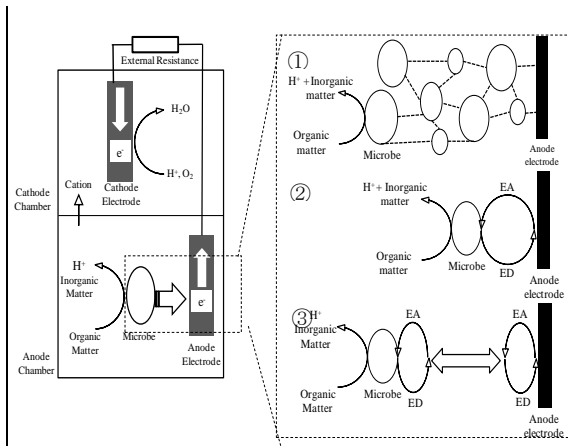 External Resistance
H₂O
e⁻
H⁺, O₂
Cathode
Electrode
Cation
Cathode
Chamber
H⁺
Inorganic
Matter
e⁻
Organic
Matter
Microbe
Anode
Electrode
Anode
Chamber
①
H⁺ +Inorganic
matter
Organic
matter
Microbe
Anode
electrode
②
H⁺ + Inorganic
matter
EA
Organic
matter
Microbe
ED
Anode
electrode
③
H⁺
Inorganic
Matter
EA
EA
Organic
Matter
Microbe
ED
ED
Anode
electrode